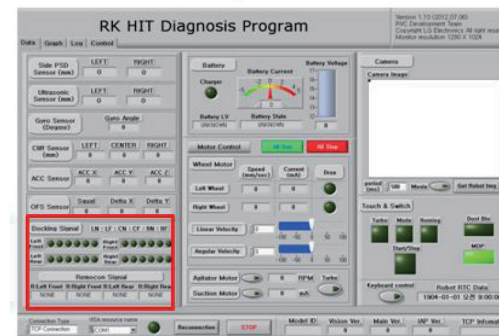 RK HIT Diagnosis Program
Version 1.13 (2012.07.06)
RVC Development Team
Copyright LG Electronics All right reserved
Monitor resolution 1280 X 1024
Data Graph Log Control
Side PSD Sensor (mm) LEFT RIGHT
0 0
Ultrasonic Sensor (mm) LEFT RIGHT
0 0
Gyro Sensor (Degree) Gyro Angle
0
Cliff Sensor (mm) LEFT CENTER RIGHT
0 0 0
ACC Sensor ACC X ACC Y ACC Z
0 0 0
OFS Sensor Squal Delta X Delta Y
0 0 0
Docking Signal LN LF CN CF RN RF
Left Front Right Front
Left Rear Right Rear
Remocon Signal
R:Left Front R:Right Front R:Left Rear R:Right Rear
NONE NONE NONE NONE
Battery
Charger Battery Current Battery Voltage
0
Battery LV Battery State
UNKNOWN UNKNOWN 0
Motor Control All Run All Stop
Wheel Motor Speed (mm/sec) Current (mA) Drop
Left Wheel 0 0
Right Wheel 0 0
Linear Velocity
Angular Velocity
Agitator Motor 0 RPM Turbo
Suction Motor 0 mA
Camera
Camera Image
period (ms) 500 Mode Get Robot Img
Touch & Switch
Turbo Mode Homing Dust Bin
Start/Stop MOP
Keyboard control Robot RTC Data
1904-01-01 오전 9:00:00
Connection Type VISA resource name
TCP Connection COM1 Reconnection STOP
Model ID Vision Ver. Main Ver. IAP Ver. TCP Infomation